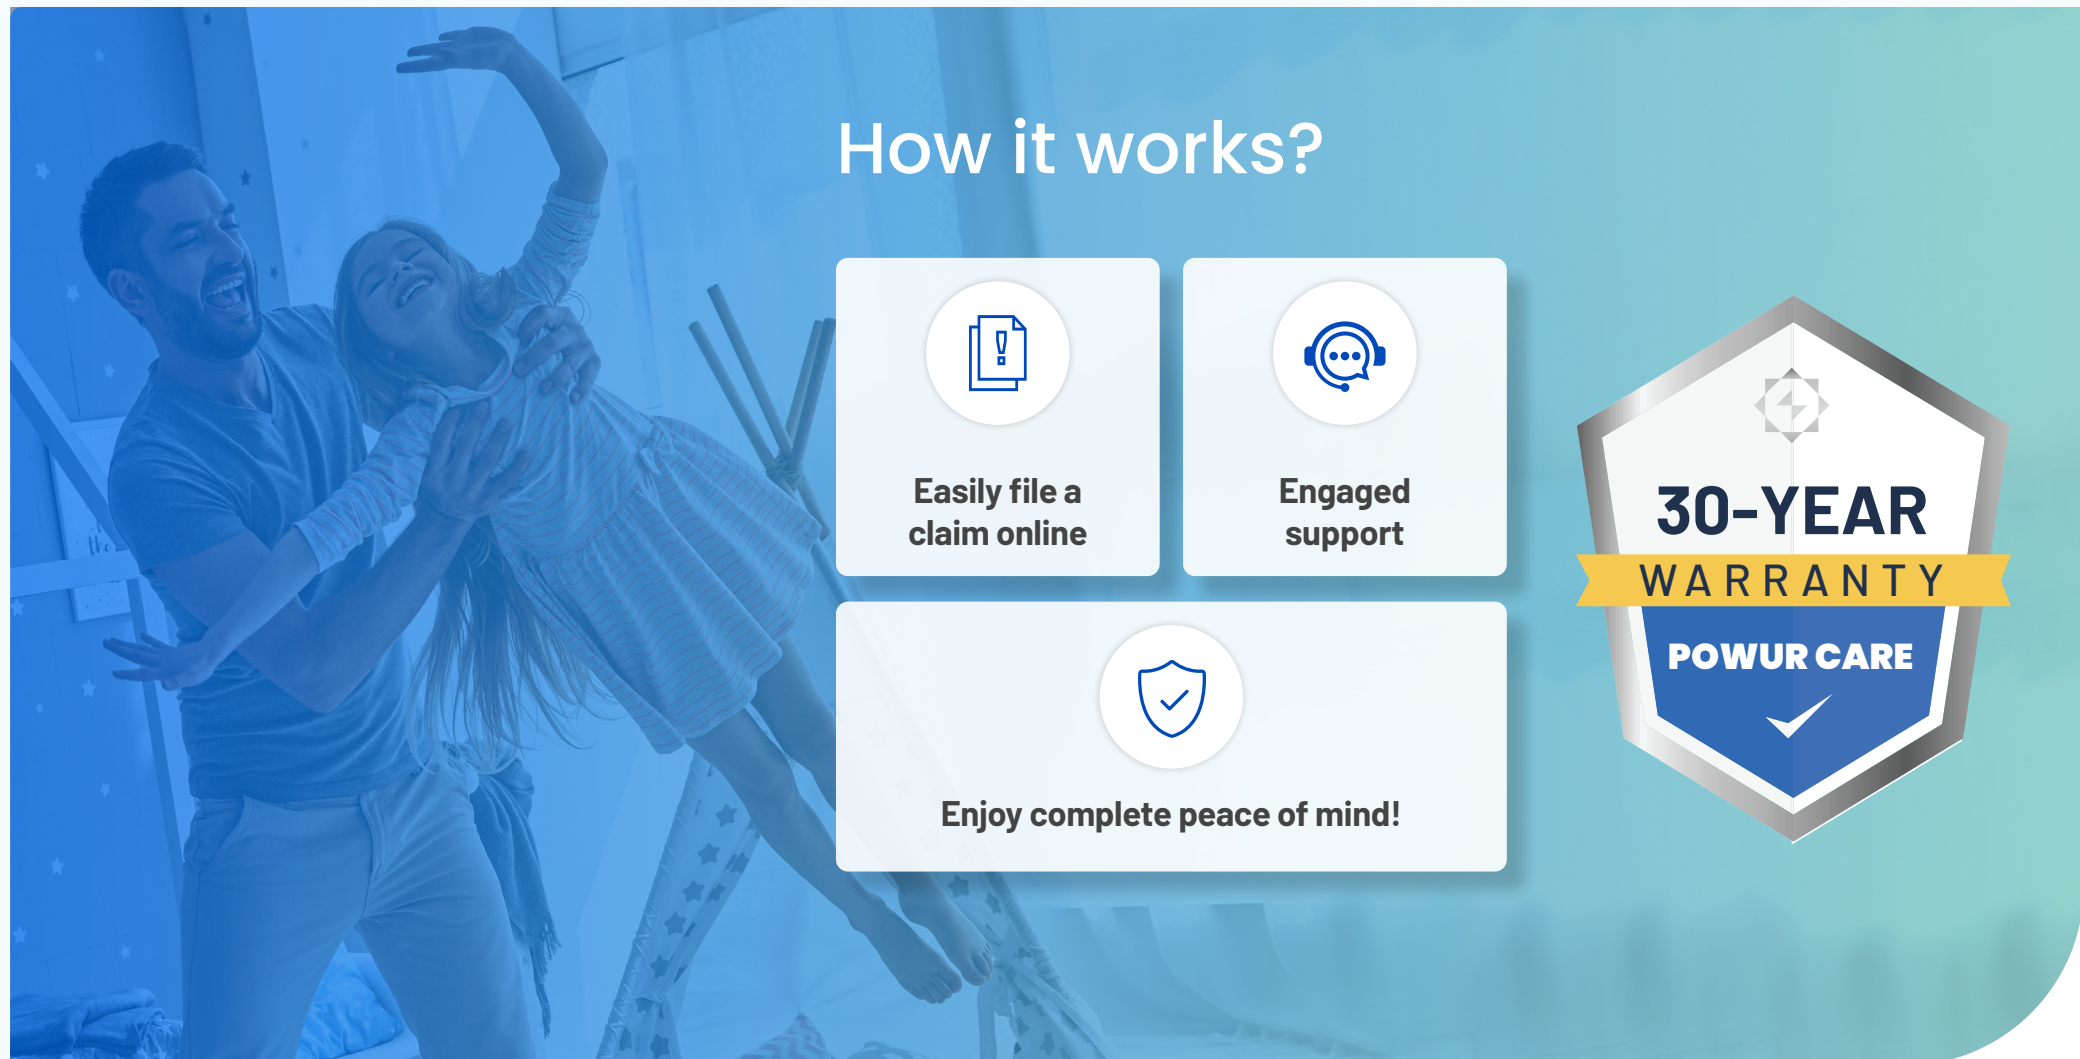 How it works?
Easily file a
claim online
Engaged
support
Enjoy complete peace of mind!
30-YEAR
WARRANTY
POWUR CARE
the